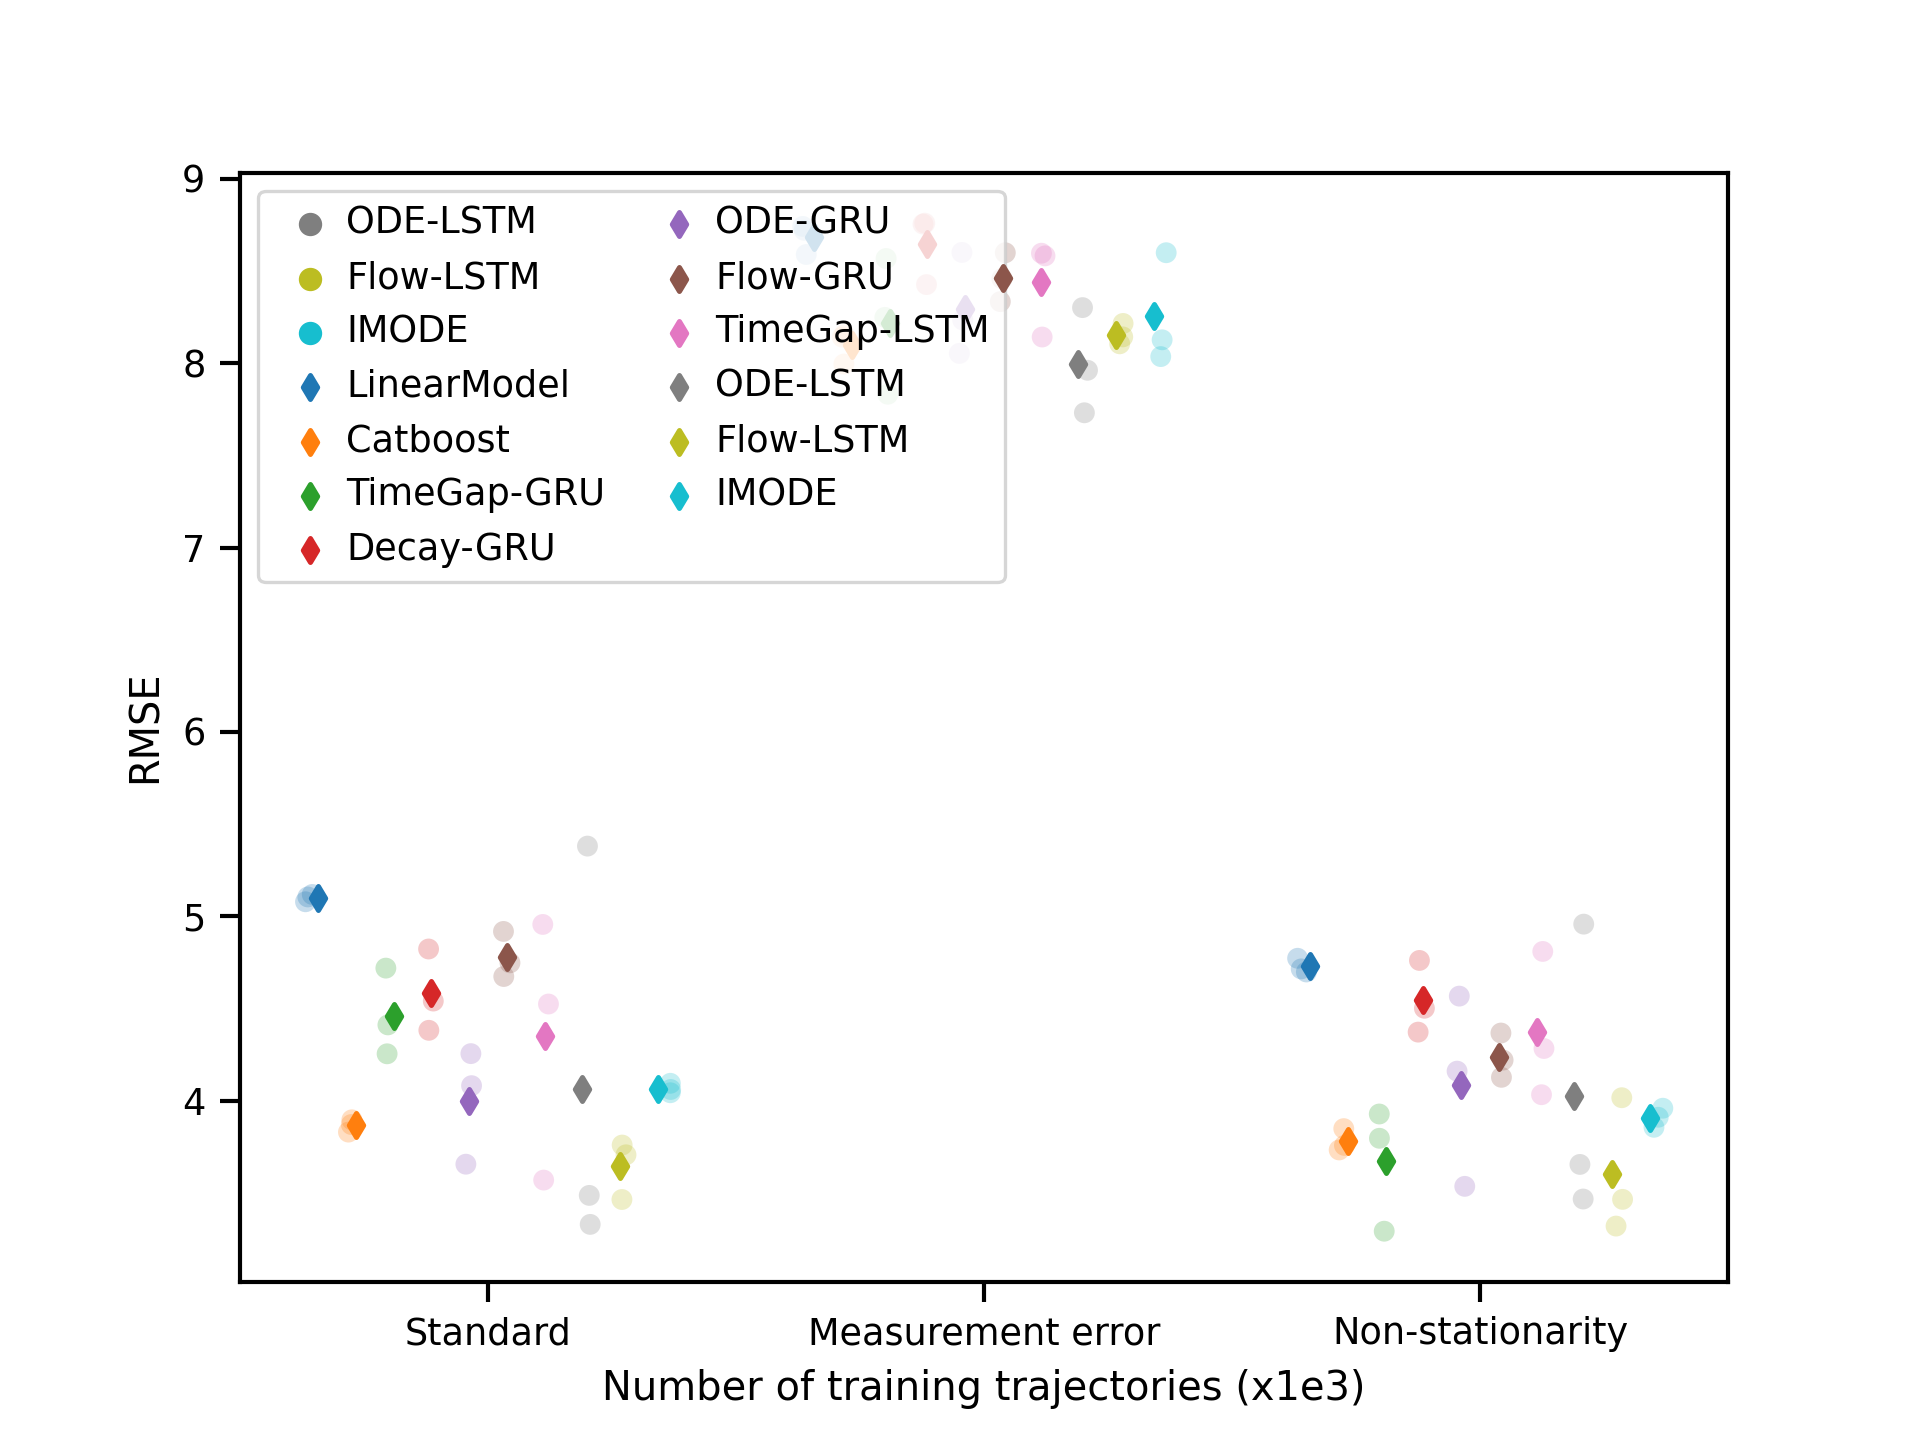 9
8
7
6
5
4
RMSE
ODE-LSTM
Flow-LSTM
IMODE
LinearModel
Catboost
TimeGap-GRU
Decay-GRU
ODE-GRU
Flow-GRU
TimeGap-LSTM
ODE-LSTM
Flow-LSTM
IMODE
Standard
Measurement error
Non-stationarity
Number of training trajectories (x1e3)